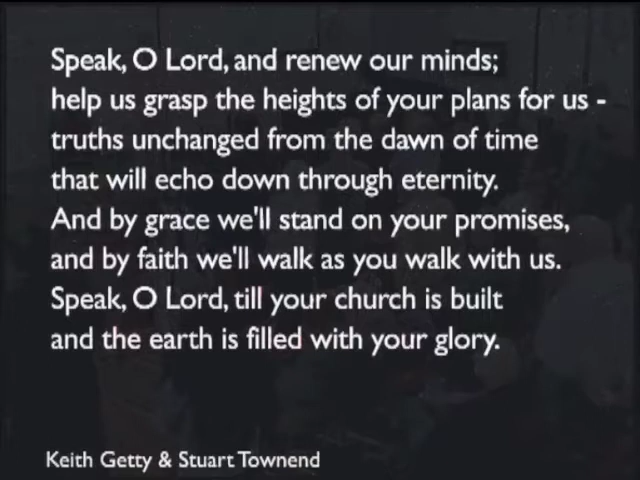 Speak, O Lord, and renew our minds;
help us grasp the heights of your plans for us -
truths unchanged from the dawn of time
that will echo down through eternity.
And by grace we'll stand on your promises,
and by faith we'll walk as you walk with us.
Speak, O Lord, till your church is built
and the earth is filled with your glory.
Keith Getty & Stuart Townend